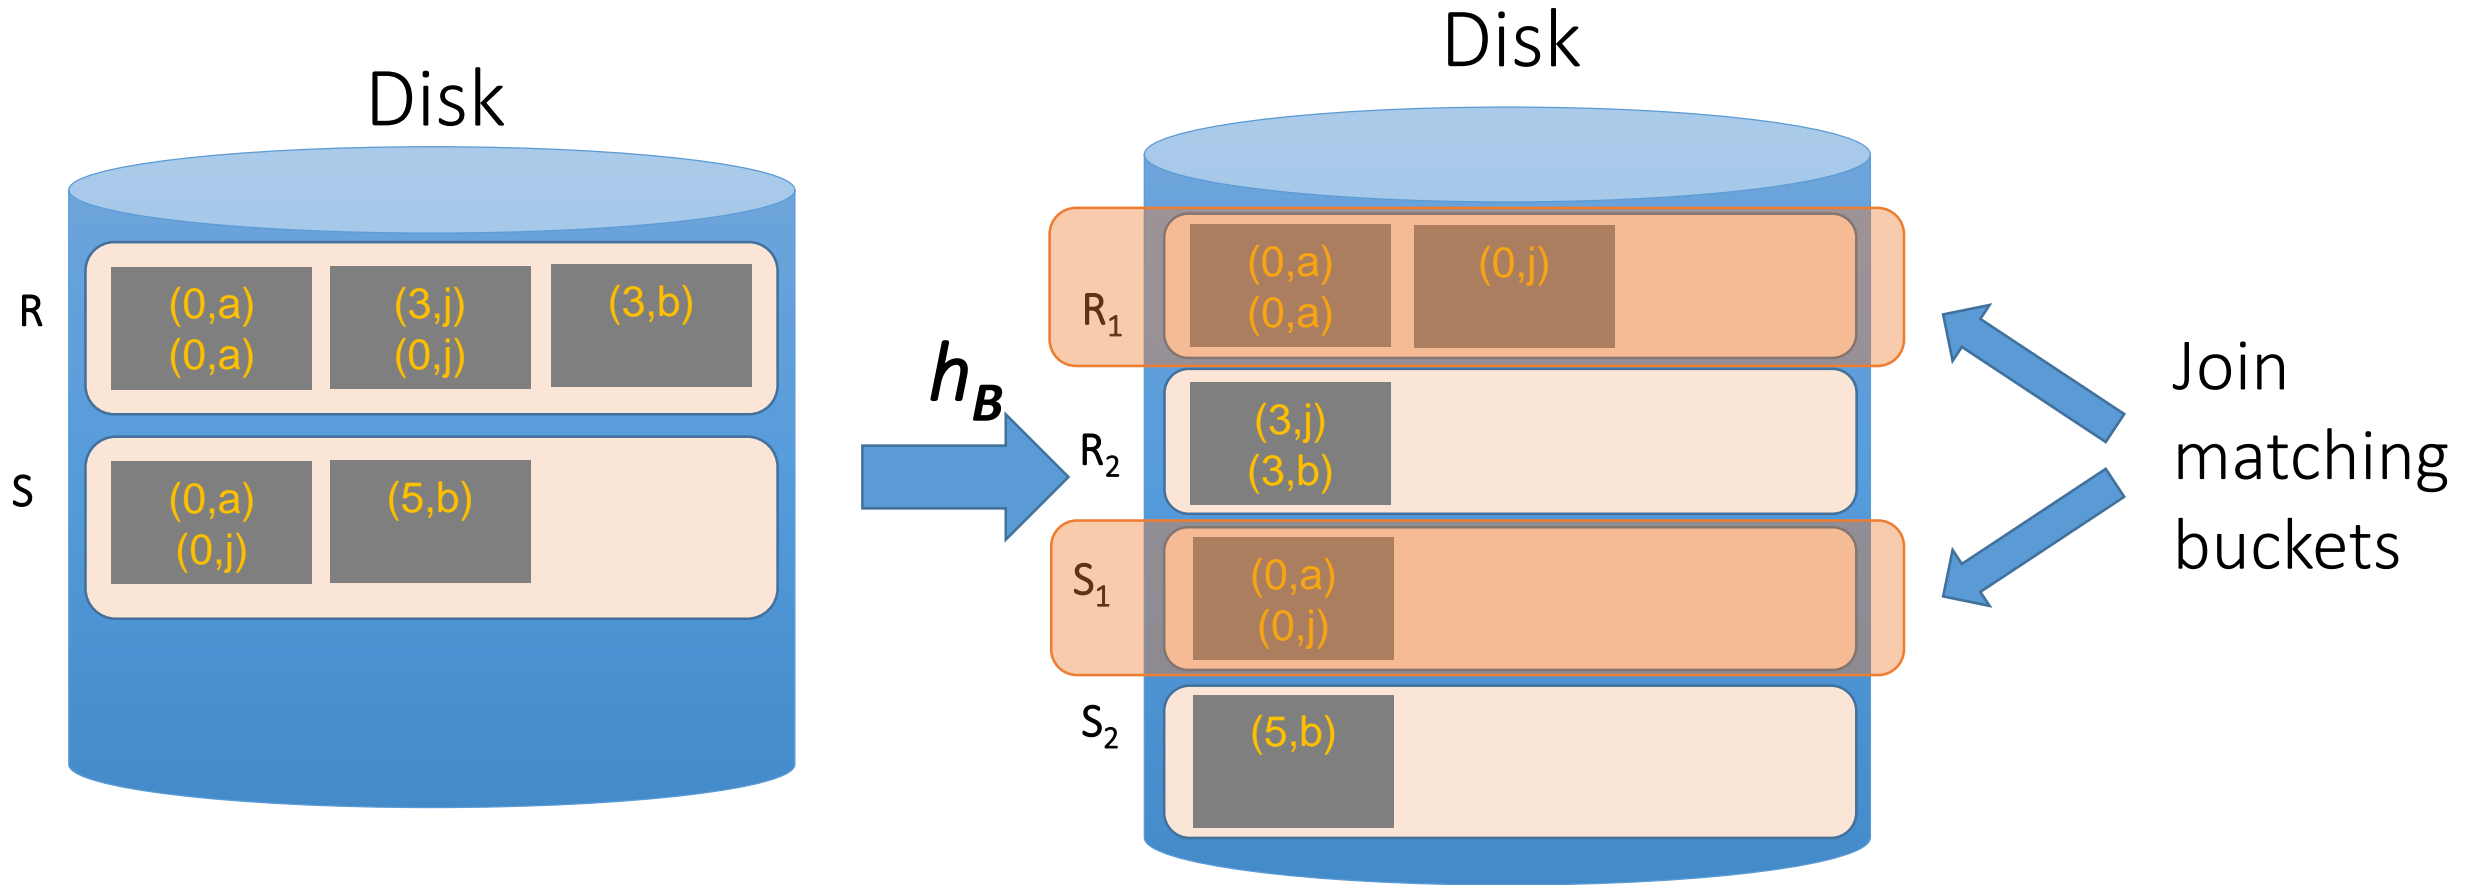 Disk
R
(0,a)
(0,a)
(3,j)
(0,j)
(3,b)
S
(0,a)
(0,j)
(5,b)
h_B
Disk
R₁
(0,a)
(0,a)
(0,j)
R₂
(3,j)
(3,b)
S₁
(0,a)
(0,j)
S₂
(5,b)
Join
matching
buckets